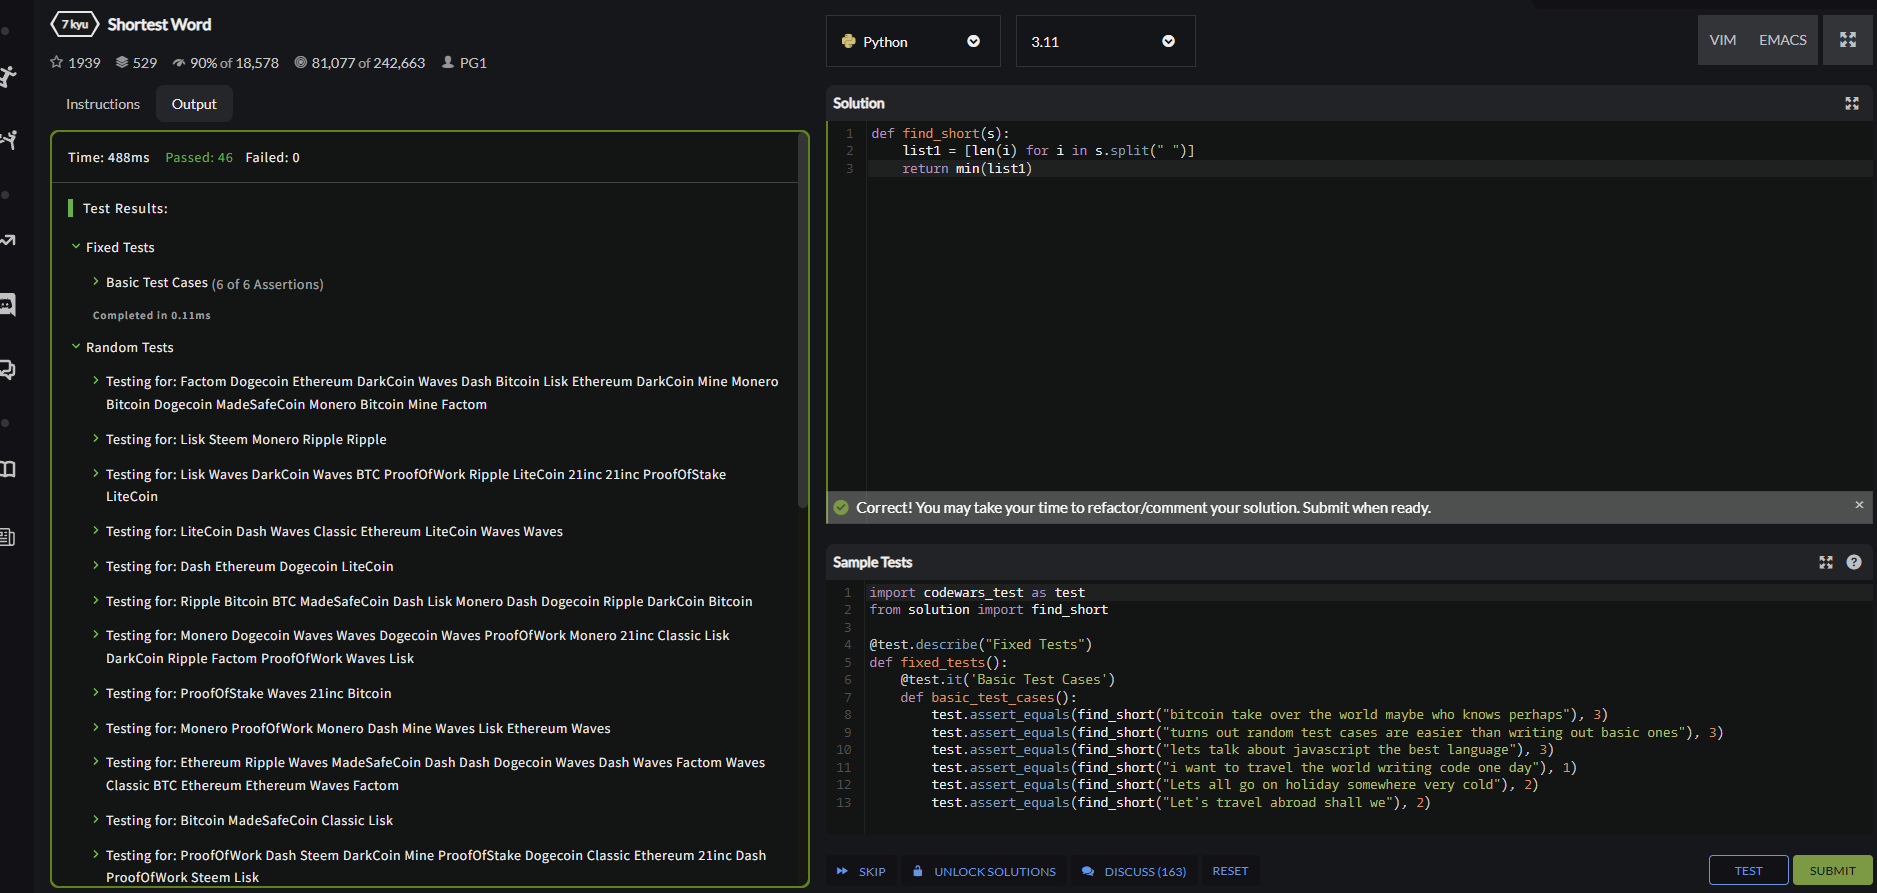 7 kyu Shortest Word
1939 529 90% of 18,578 81,077 of 242,663 PG1
Instructions Output
Time: 488ms Passed: 46 Failed: 0
Test Results:
Fixed Tests
Basic Test Cases (6 of 6 Assertions)
Completed in 0.11ms
Random Tests
Testing for: Factom Dogecoin Ethereum DarkCoin Waves Dash Bitcoin Lisk Ethereum DarkCoin Mine Monero
Bitcoin Dogecoin MadeSafeCoin Monero Bitcoin Mine Factom
Testing for: Lisk Steem Monero Ripple Ripple
Testing for: Lisk Waves DarkCoin Waves BTC ProofOfWork Ripple LiteCoin 21inc 21inc ProofOfStake
LiteCoin
Testing for: LiteCoin Dash Waves Classic Ethereum LiteCoin Waves Waves
Testing for: Dash Ethereum Dogecoin LiteCoin
Testing for: Ripple Bitcoin BTC MadeSafeCoin Dash Lisk Monero Dash Dogecoin Ripple DarkCoin Bitcoin
Testing for: Monero Dogecoin Waves Waves Dogecoin Waves ProofOfWork Monero 21inc Classic Lisk
DarkCoin Ripple Factom ProofOfWork Waves Lisk
Testing for: ProofOfStake Waves 21inc Bitcoin
Testing for: Monero ProofOfWork Monero Dash Mine Waves Lisk Ethereum Waves
Testing for: Ethereum Ripple Waves MadeSafeCoin Dash Dash Dogecoin Waves Dash Waves Factom Waves
Classic BTC Ethereum Ethereum Waves Factom
Testing for: Bitcoin MadeSafeCoin Classic Lisk
Testing for: ProofOfWork Dash Steem DarkCoin Mine ProofOfStake Dogecoin Classic Ethereum 21inc Dash
ProofOfWork Steem Lisk
Python 3.11 VIM EMACS
Solution
1 def find_short(s):
2     list1 = [len(i) for i in s.split(" ")]
3     return min(list1)
Correct! You may take your time to refactor/comment your solution. Submit when ready. ×
Sample Tests ?
1 import codewars_test as test
2 from solution import find_short
3
4 @test.describe("Fixed Tests")
5 def fixed_tests():
6     @test.it('Basic Test Cases')
7     def basic_test_cases():
8         test.assert_equals(find_short("bitcoin take over the world maybe who knows perhaps"), 3)
9         test.assert_equals(find_short("turns out random test cases are easier than writing out basic ones"), 3)
10         test.assert_equals(find_short("lets talk about javascript the best language"), 3)
11         test.assert_equals(find_short("i want to travel the world writing code one day"), 1)
12         test.assert_equals(find_short("Lets all go on holiday somewhere very cold"), 2)
13         test.assert_equals(find_short("Let's travel abroad shall we"), 2)
SKIP UNLOCK SOLUTIONS DISCUSS (163) RESET TEST SUBMIT